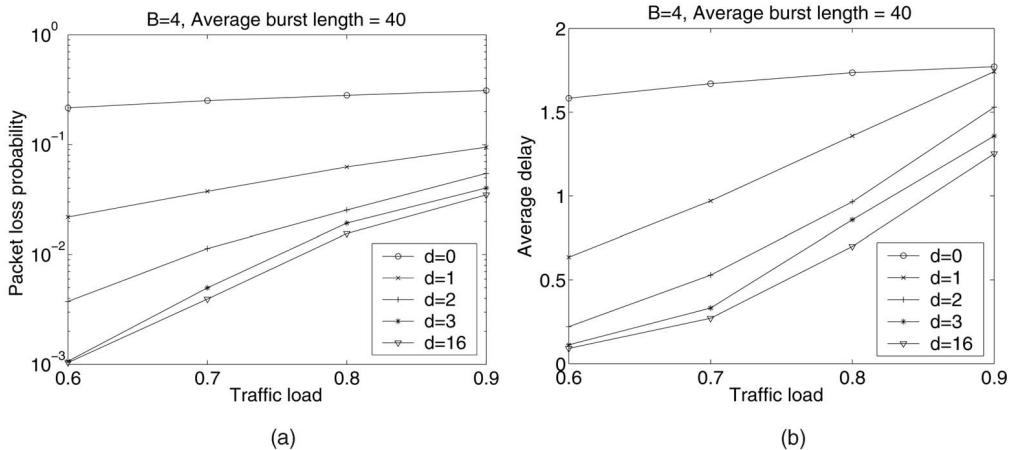 B=4, Average burst length = 40
10^0
10^-1
10^-2
10^-3
Packet loss probability
0.6
0.7
0.8
0.9
Traffic load
d=0
d=1
d=2
d=3
d=16
(a)
B=4, Average burst length = 40
2
1.5
1
0.5
0
Average delay
0.6
0.7
0.8
0.9
Traffic load
d=0
d=1
d=2
d=3
d=16
(b)